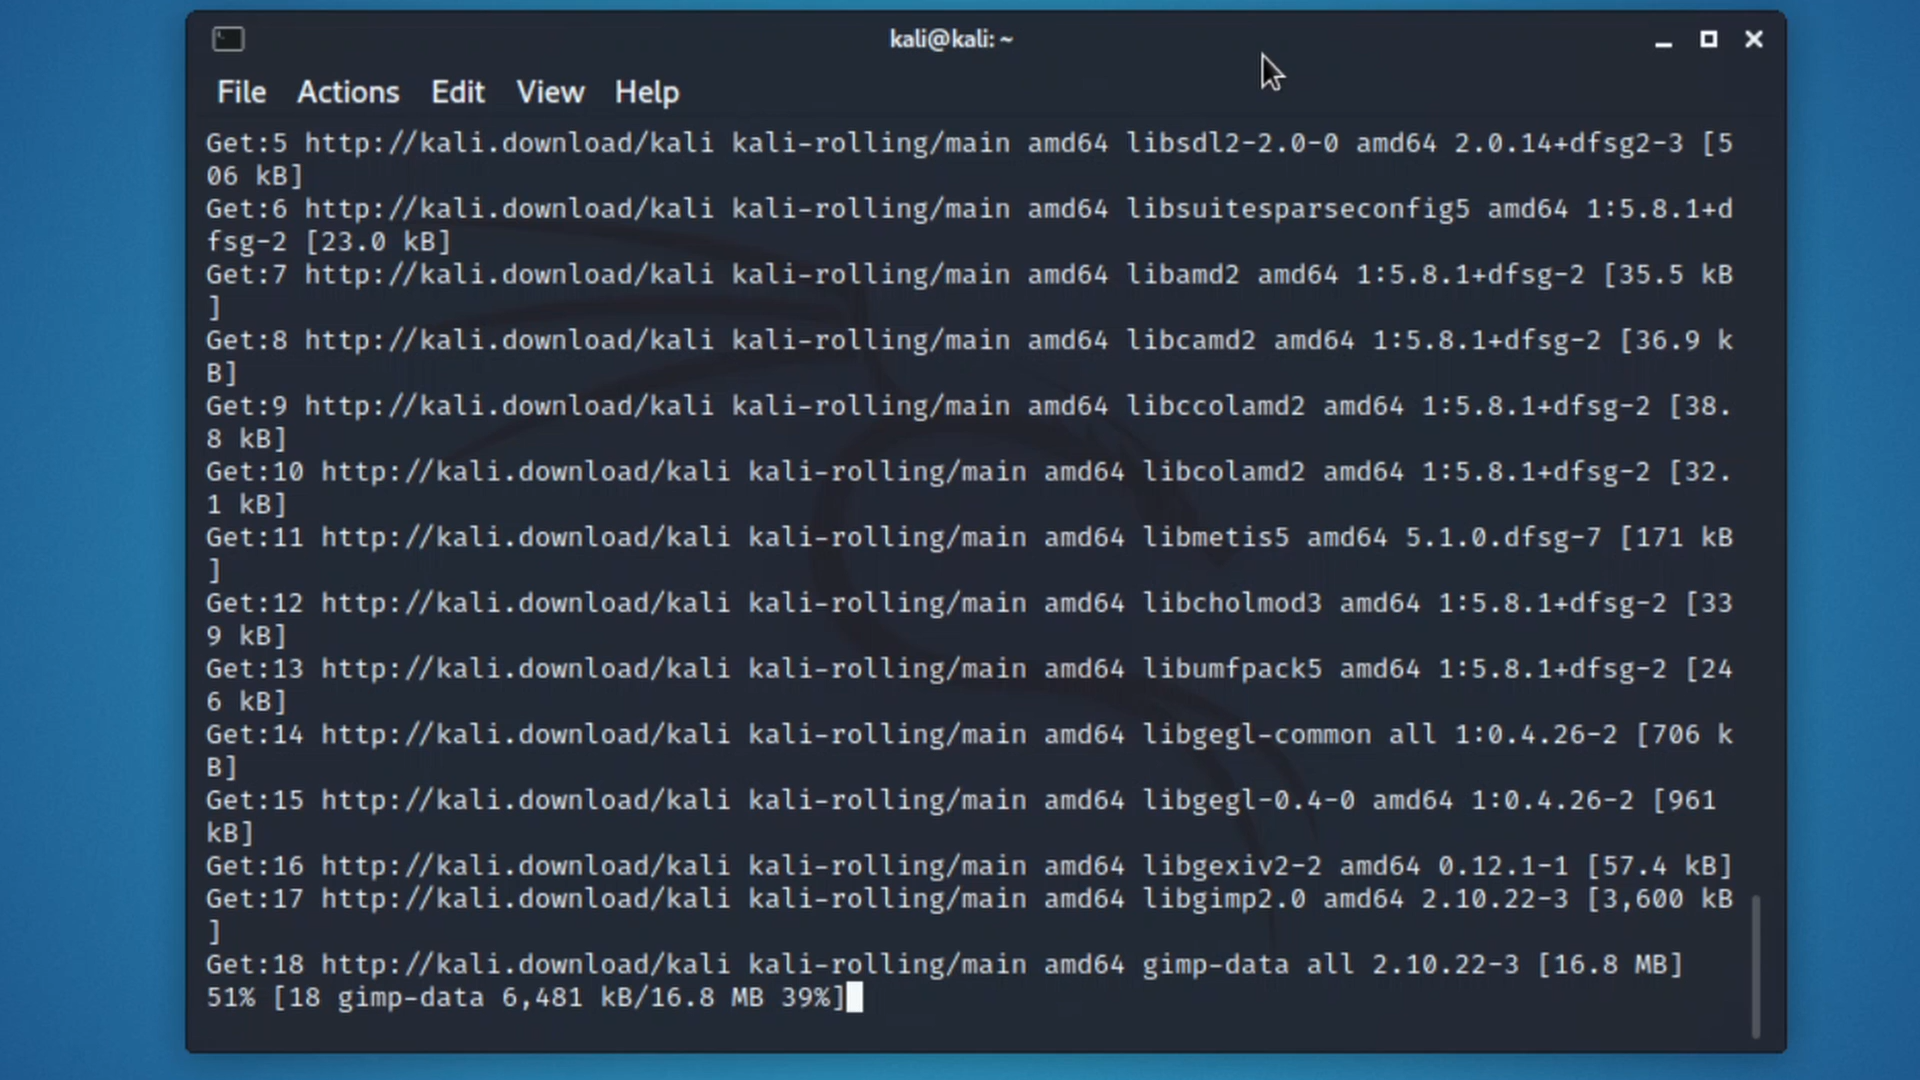 kali@kali: ~
File Actions Edit View Help
Get:5 http://kali.download/kali kali-rolling/main amd64 libsdl2-2.0-0 amd64 2.0.14+dfsg2-3 [5
06 kB]
Get:6 http://kali.download/kali kali-rolling/main amd64 libsuitesparseconfig5 amd64 1:5.8.1+d
fsg-2 [23.0 kB]
Get:7 http://kali.download/kali kali-rolling/main amd64 libamd2 amd64 1:5.8.1+dfsg-2 [35.5 kB
]
Get:8 http://kali.download/kali kali-rolling/main amd64 libcamd2 amd64 1:5.8.1+dfsg-2 [36.9 k
B]
Get:9 http://kali.download/kali kali-rolling/main amd64 libccolamd2 amd64 1:5.8.1+dfsg-2 [38.
8 kB]
Get:10 http://kali.download/kali kali-rolling/main amd64 libcolamd2 amd64 1:5.8.1+dfsg-2 [32.
1 kB]
Get:11 http://kali.download/kali kali-rolling/main amd64 libmetis5 amd64 5.1.0.dfsg-7 [171 kB
]
Get:12 http://kali.download/kali kali-rolling/main amd64 libcholmod3 amd64 1:5.8.1+dfsg-2 [33
9 kB]
Get:13 http://kali.download/kali kali-rolling/main amd64 libumfpack5 amd64 1:5.8.1+dfsg-2 [24
6 kB]
Get:14 http://kali.download/kali kali-rolling/main amd64 libgegl-common all 1:0.4.26-2 [706 k
B]
Get:15 http://kali.download/kali kali-rolling/main amd64 libgegl-0.4-0 amd64 1:0.4.26-2 [961
kB]
Get:16 http://kali.download/kali kali-rolling/main amd64 libgexiv2-2 amd64 0.12.1-1 [57.4 kB]
Get:17 http://kali.download/kali kali-rolling/main amd64 libgimp2.0 amd64 2.10.22-3 [3,600 kB
]
Get:18 http://kali.download/kali kali-rolling/main amd64 gimp-data all 2.10.22-3 [16.8 MB]
51% [18 gimp-data 6,481 kB/16.8 MB 39%]